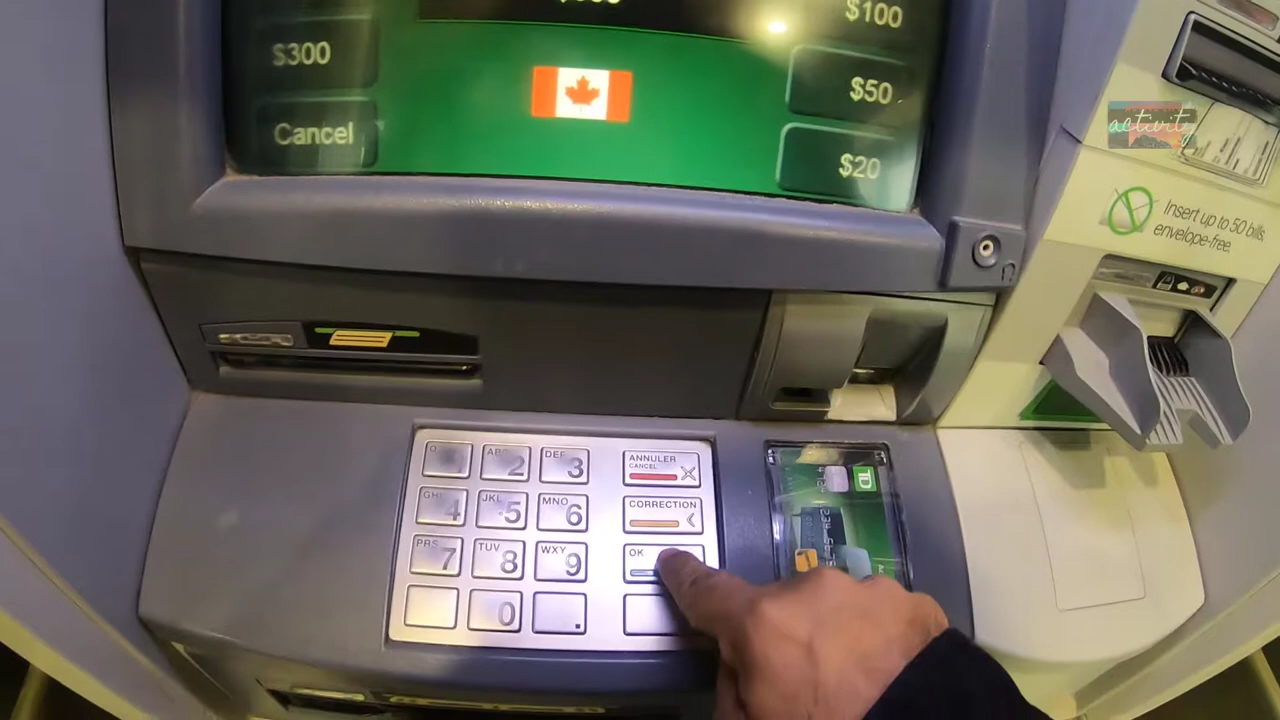 $100
$300
$50
Cancel
$20
activity
Insert up to 50 bills,
envelope-free.
2
DEF 3
ANNULER
CANCEL
GHI 4
JKL 5
MNO 6
CORRECTION
PRS 7
TUV 8
WXY 9
OK
0
.
TD